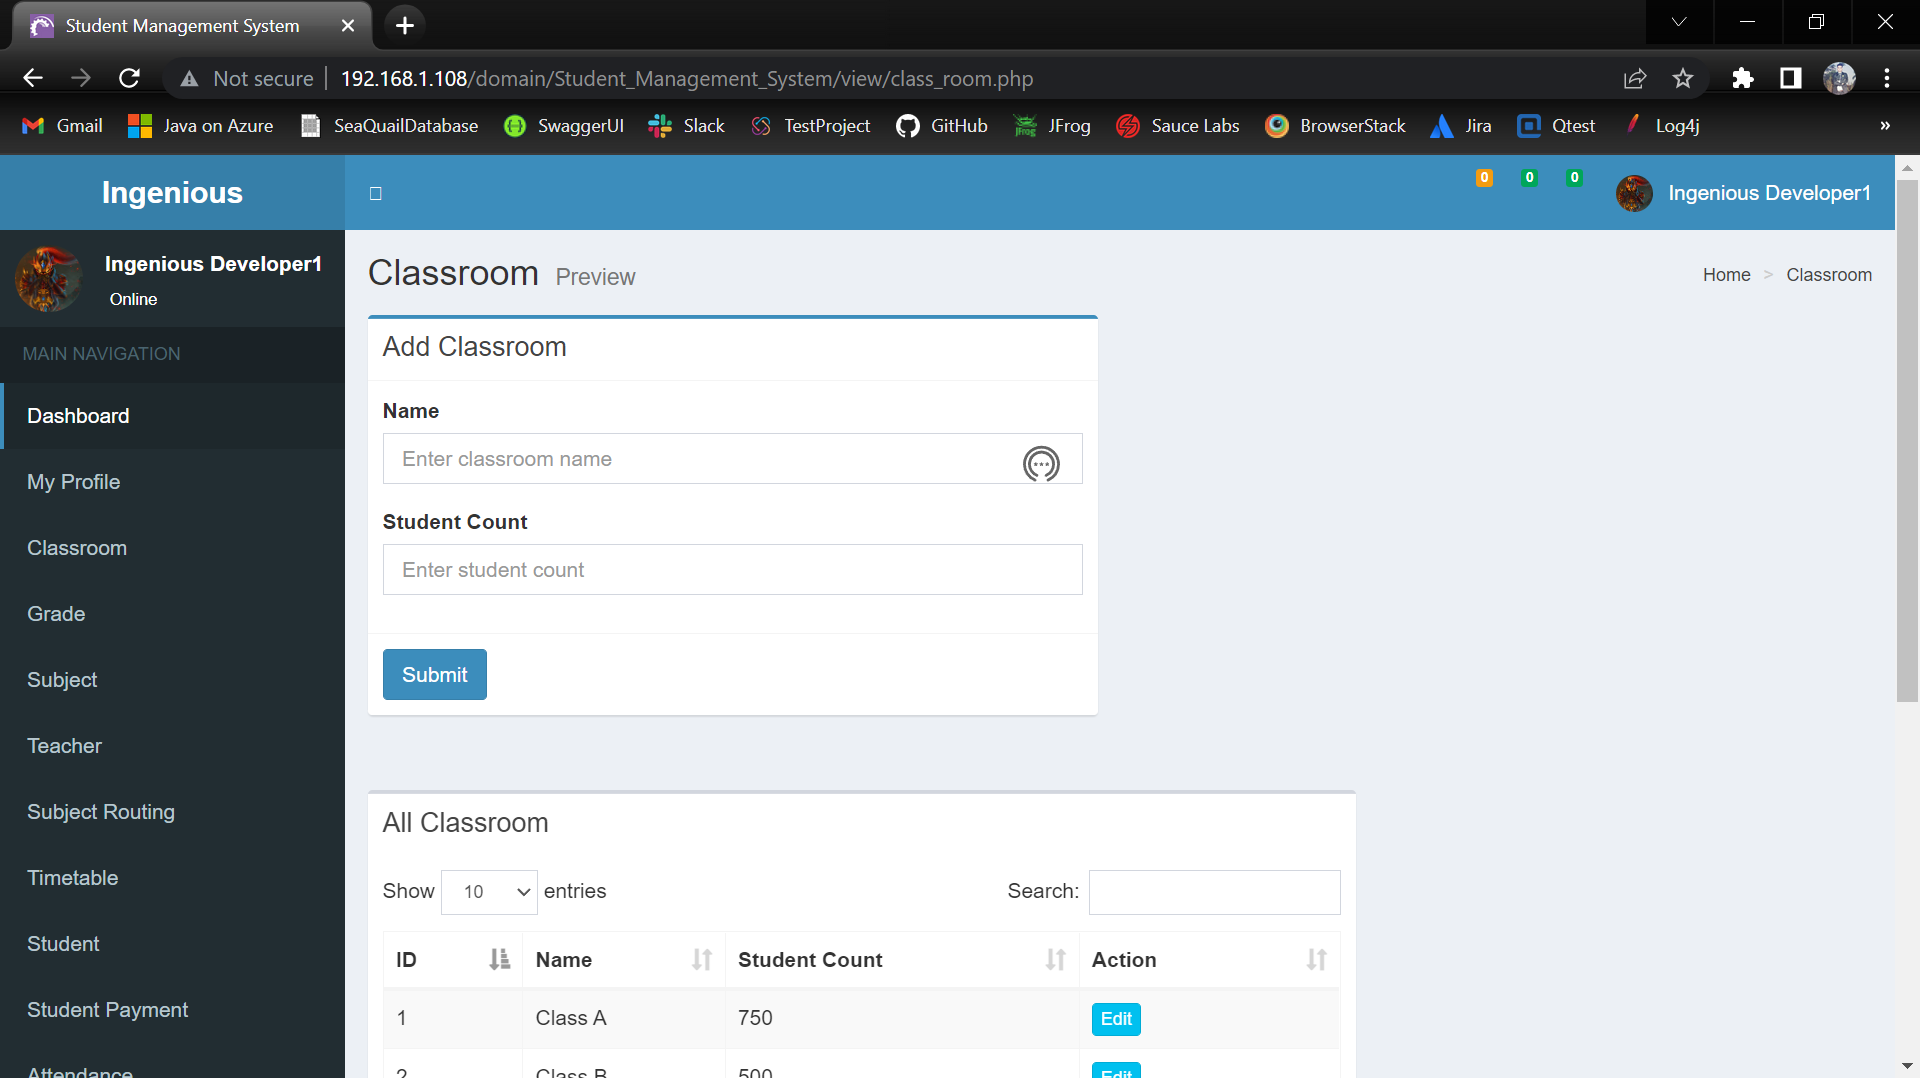 Student Management System
Not secure 192.168.1.108/domain/Student_Management_System/view/class_room.php
Gmail Java on Azure SeaQuailDatabase SwaggerUI Slack TestProject GitHub JFrog Sauce Labs BrowserStack Jira Qtest Log4j »
Ingenious
0 0 0 Ingenious Developer1
Ingenious Developer1
Online
MAIN NAVIGATION
Dashboard
My Profile
Classroom
Grade
Subject
Teacher
Subject Routing
Timetable
Student
Student Payment
Attendance
Classroom Preview
Home > Classroom
Add Classroom
Name
Enter classroom name
Student Count
Enter student count
Submit
All Classroom
Show 10 entries
Search:
ID Name Student Count Action
1 Class A 750 Edit
2 Class B 500 Edit